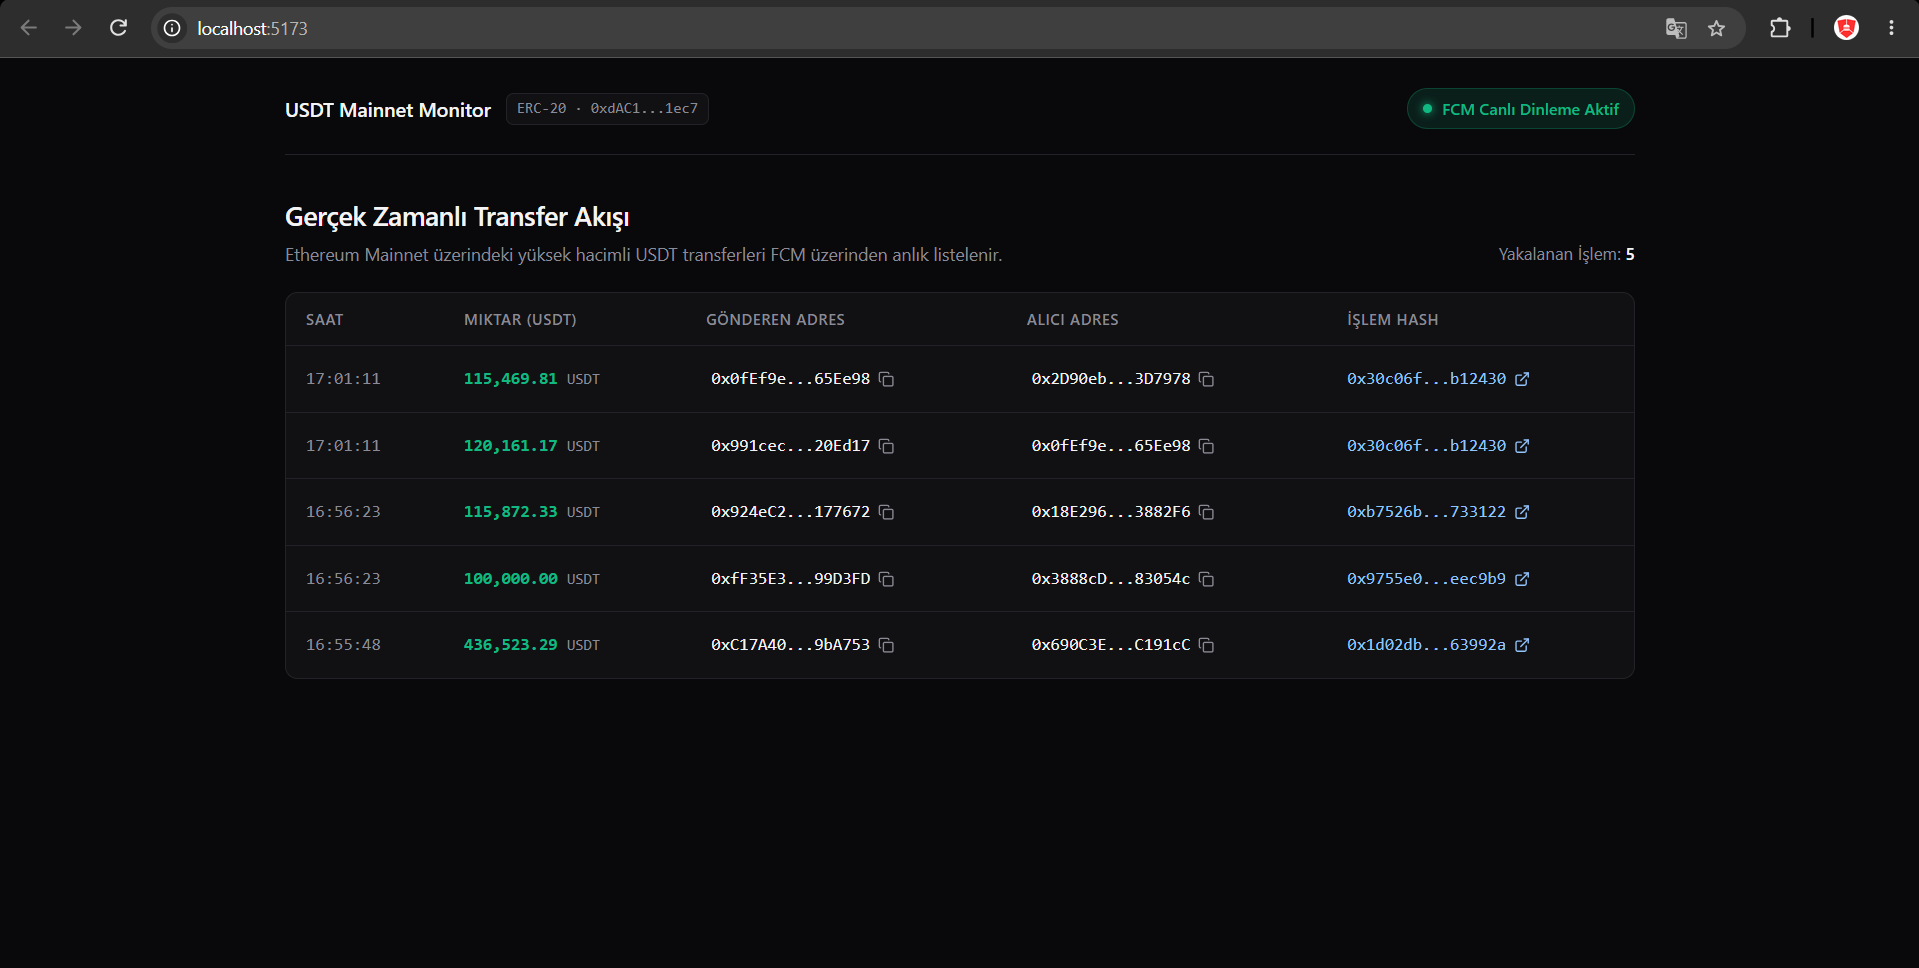 localhost:5173
USDT Mainnet Monitor ERC-20 · 0xdAC1...1ec7 FCM Canlı Dinleme Aktif
Gerçek Zamanlı Transfer Akışı
Ethereum Mainnet üzerindeki yüksek hacimli USDT transferleri FCM üzerinden anlık listelenir. Yakalanan İşlem: 5
SAAT MIKTAR (USDT) GÖNDEREN ADRES ALICI ADRES İŞLEM HASH
17:01:11 115,469.81 USDT 0x0fEf9e...65Ee98 0x2D90eb...3D7978 0x30c06f...b12430
17:01:11 120,161.17 USDT 0x991cec...20Ed17 0x0fEf9e...65Ee98 0x30c06f...b12430
16:56:23 115,872.33 USDT 0x924eC2...177672 0x18E296...3882F6 0xb7526b...733122
16:56:23 100,000.00 USDT 0xfF35E3...99D3FD 0x3888cD...83054c 0x9755e0...eec9b9
16:55:48 436,523.29 USDT 0xC17A40...9bA753 0x690C3E...C191cC 0x1d02db...63992a